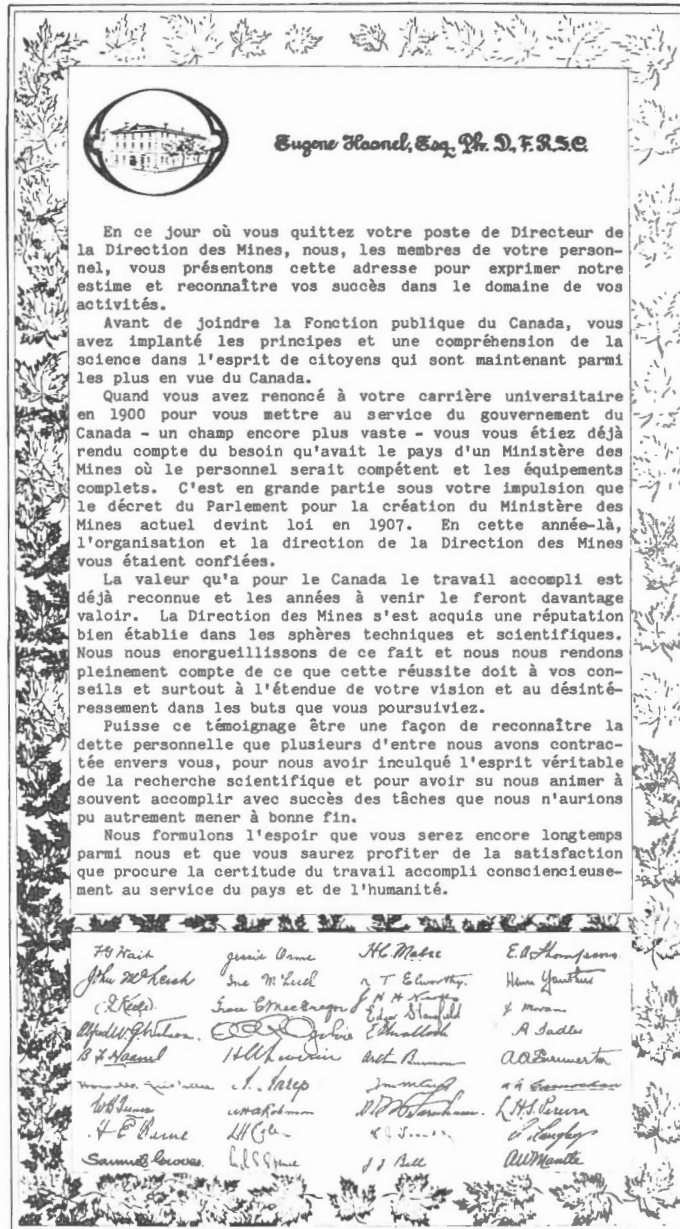 Eugene Haanel, Esq. Ph. D., F. R. S. C.
En ce jour où vous quittez votre poste de Directeur de
la Direction des Mines, nous, les membres de votre person-
nel, vous présentons cette adresse pour exprimer notre
estime et reconnaître vos succès dans le domaine de vos
activités.
Avant de joindre la Fonction publique du Canada, vous
avez implanté les principes et une compréhension de la
science dans l'esprit de citoyens qui sont maintenant parmi
les plus en vue du Canada.
Quand vous avez renoncé à votre carrière universitaire
en 1900 pour vous mettre au service du gouvernement du
Canada - un champ encore plus vaste - vous vous étiez déjà
rendu compte du besoin qu'avait le pays d'un Ministère des
Mines où le personnel serait compétent et les équipements
complets. C'est en grande partie sous votre impulsion que
le décret du Parlement pour la création du Ministère des
Mines actuel devint loi en 1907. En cette année-là,
l'organisation et la direction de la Direction des Mines
vous étaient confiées.
La valeur qu'a pour le Canada le travail accompli est
déjà reconnue et les années à venir le feront davantage
valoir. La Direction des Mines s'est acquis une réputation
bien établie dans les sphères techniques et scientifiques.
Nous nous enorgueillissons de ce fait et nous nous rendons
pleinement compte de ce que cette réussite doit à vos con-
seils et surtout à l'étendue de votre vision et au désinté-
ressement dans les buts que vous poursuiviez.
Puisse ce témoignage être une façon de reconnaître la
dette personnelle que plusieurs d'entre nous avons contrac-
tée envers vous, pour nous avoir inculqué l'esprit véritable
de la recherche scientifique et pour avoir su nous animer à
souvent accomplir avec succès des tâches que nous n'aurions
pu autrement mener à bonne fin.
Nous formulons l'espoir que vous serez encore longtemps
parmi nous et que vous saurez profiter de la satisfaction
que procure la certitude du travail accompli consciencieuse-
ment au service du pays et de l'humanité.
Jessie Orme H.C. Mabee E.A. Thompson
John McLeish
Alfred W.G. Wilson A. Sadler
B. F. Haanel
L.H. Cole
Samuel Groves J J Bell AW Mantle